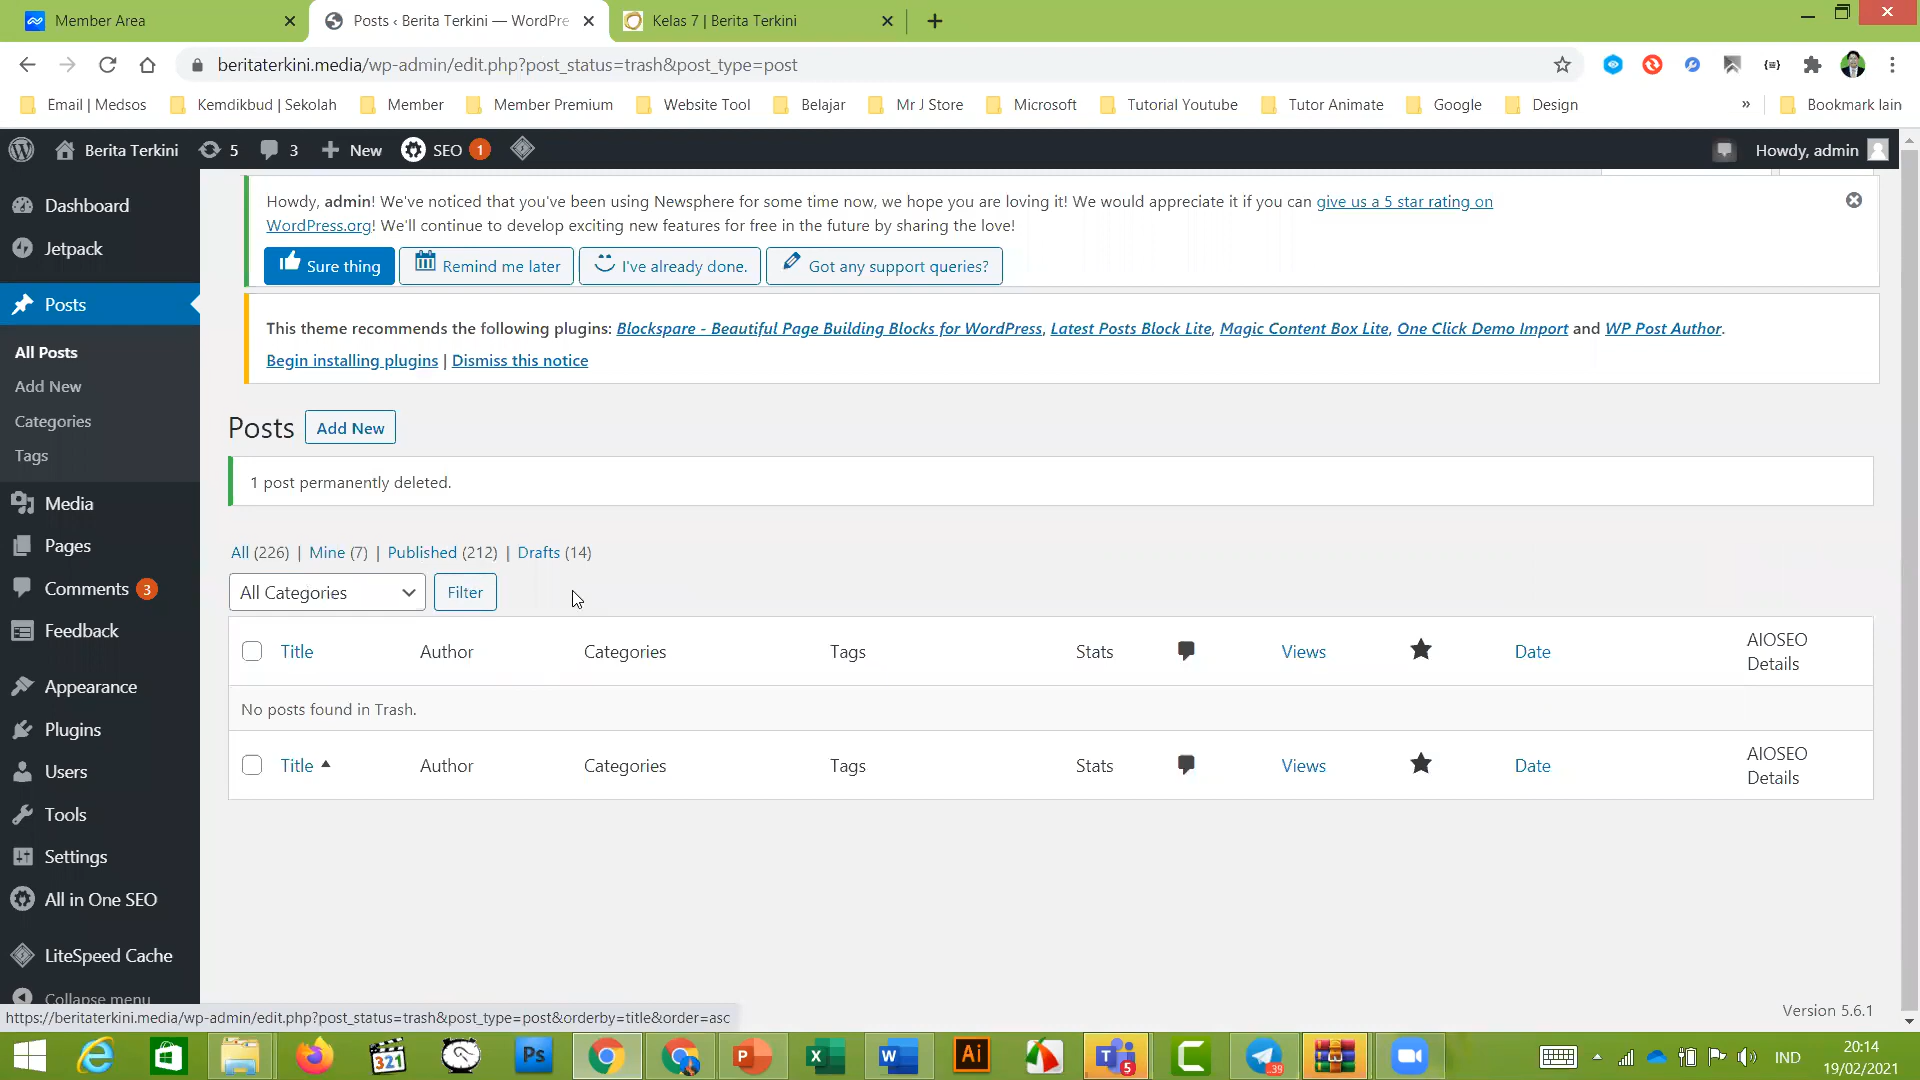 Member Area
Posts ‹ Berita Terkini — WordPre
Kelas 7 | Berita Terkini
beritaterkini.media/wp-admin/edit.php?post_status=trash&post_type=post
Email | Medsos
Kemdikbud | Sekolah
Member
Member Premium
Website Tool
Belajar
Mr J Store
Microsoft
Tutorial Youtube
Tutor Animate
Google
Design
»
Bookmark lain
Berita Terkini
5
3
New
SEO
1
Howdy, admin
Dashboard
Jetpack
Posts
All Posts
Add New
Categories
Tags
Media
Pages
Comments 3
Feedback
Appearance
Plugins
Users
Tools
Settings
All in One SEO
LiteSpeed Cache
Collapse menu
Howdy, admin! We've noticed that you've been using Newsphere for some time now, we hope you are loving it! We would appreciate it if you can give us a 5 star rating on
WordPress.org! We'll continue to develop exciting new features for free in the future by sharing the love!
Sure thing
Remind me later
I've already done.
Got any support queries?
This theme recommends the following plugins: Blockspare - Beautiful Page Building Blocks for WordPress, Latest Posts Block Lite, Magic Content Box Lite, One Click Demo Import and WP Post Author.
Begin installing plugins | Dismiss this notice
Posts
Add New
1 post permanently deleted.
All (226) | Mine (7) | Published (212) | Drafts (14)
All Categories
Filter
Title
Author
Categories
Tags
Stats
Views
Date
AIOSEO
Details
No posts found in Trash.
Title
Author
Categories
Tags
Stats
Views
Date
AIOSEO
Details
Version 5.6.1
https://beritaterkini.media/wp-admin/edit.php?post_status=trash&post_type=post&orderby=title&order=asc
321
Ps
P
X
W
Ai
T
5
C
39
IND
20:14
19/02/2021